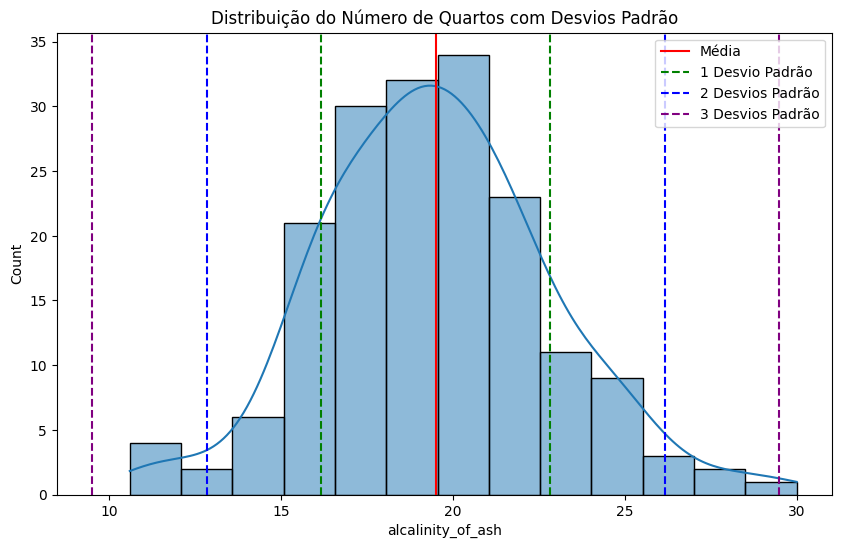 Distribuição do Número de Quartos com Desvios Padrão
Média
1 Desvio Padrão
2 Desvios Padrão
3 Desvios Padrão
35
30
25
20
15
10
5
0
Count
10
15
20
25
30
alcalinity_of_ash